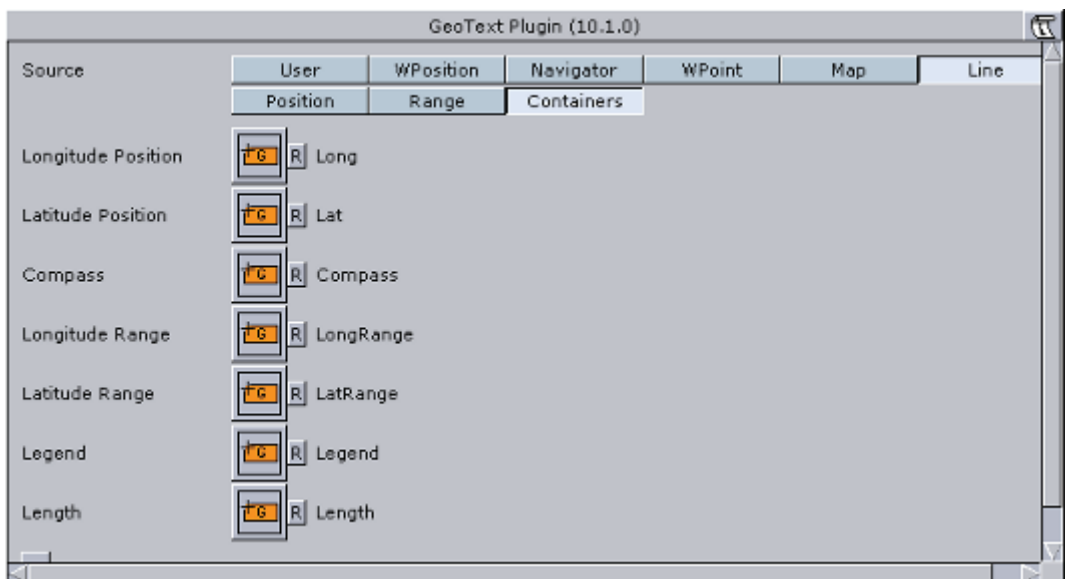 GeoText Plugin (10.1.0)
Source User WPosition Navigator WPoint Map Line
Position Range Containers
Longitude Position G R Long
Latitude Position G R Lat
Compass G R Compass
Longitude Range G R LongRange
Latitude Range G R LatRange
Legend G R Legend
Length G R Length